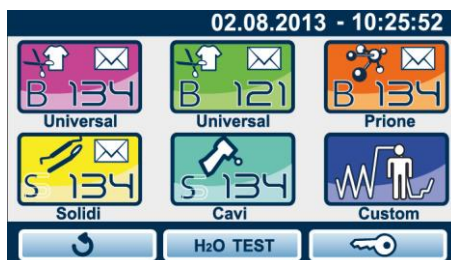 02.08.2013 - 10:25:52
B 134
B 121
B 134
Universal
Universal
Prione
S 134
S 134
Solidi
Cavi
Custom
H2O TEST